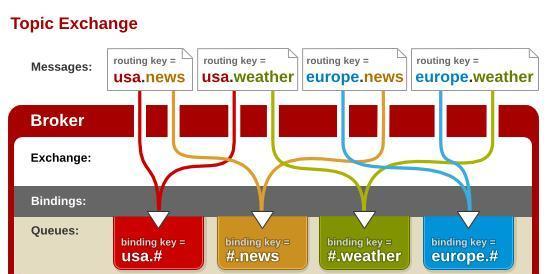 Topic Exchange
Messages:
routing key =
usa.news
routing key =
usa.weather
routing key =
europe.news
routing key =
europe.weather
Broker
Exchange:
Bindings:
Queues:
binding key =
usa.#
binding key =
#.news
binding key =
#.weather
binding key =
europe.#